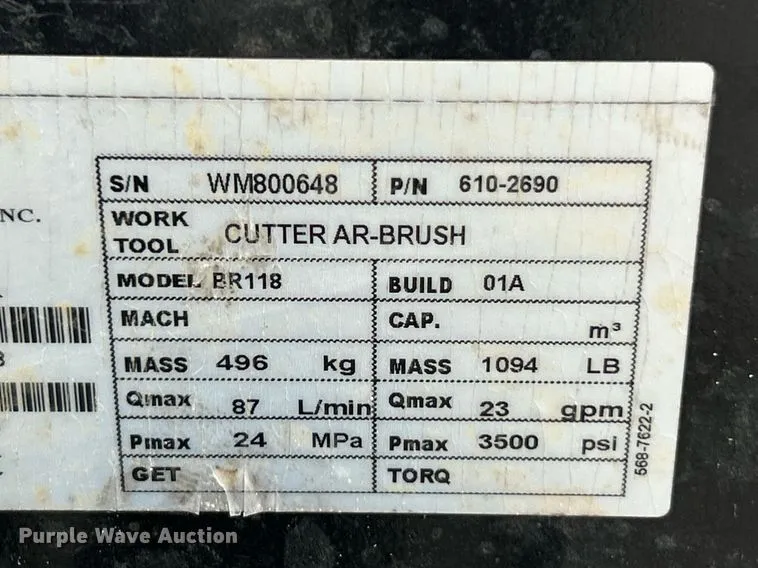 NC.
S/N WM800648 P/N 610-2690
WORK TOOL CUTTER AR-BRUSH
MODEL BR118 BUILD 01A
MACH CAP. m³
MASS 496 kg MASS 1094 LB
Qmax 87 L/min Qmax 23 gpm
Pmax 24 MPa Pmax 3500 psi
GET TORQ
568-7622-2
Purple Wave Auction